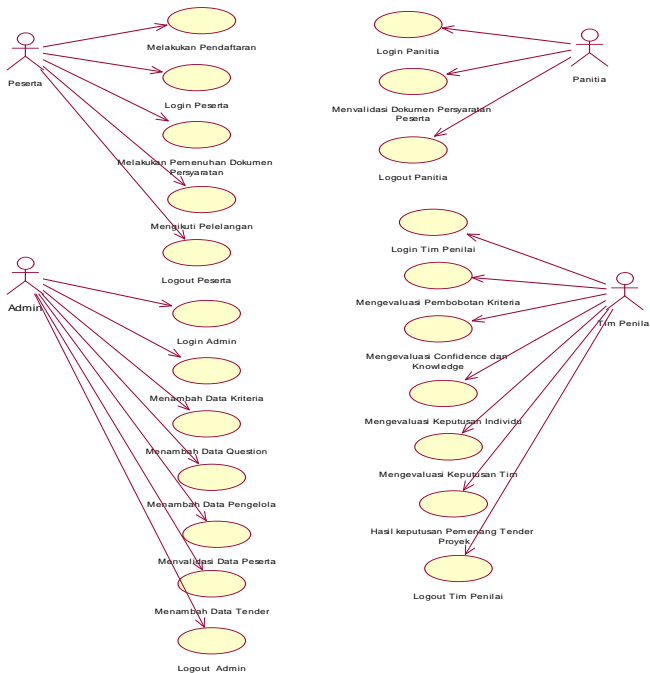 Peserta
Melakukan Pendaftaran
Login Peserta
Melakukan Pemenuhan Dokumen
Persyaratan
Mengikuti Pelelangan
Logout Peserta
Admin
Login Admin
Menambah Data Kriteria
Menambah Data Question
Menambah Data Pengelola
Menvalidasi Data Peserta
Menambah Data Tender
Logout Admin
Login Panitia
Panitia
Menvalidasi Dokumen Persyaratan
Peserta
Logout Panitia
Login Tim Penilai
Mengevaluasi Pembobotan Kriteria
Tim Penila
Mengevaluasi Confidence dan
Knowledge
Mengevaluasi Keputusan Individu
Mengevaluasi Keputusan Tim
Hasil keputusan Pemenang Tender
Proyek
Logout Tim Penilai